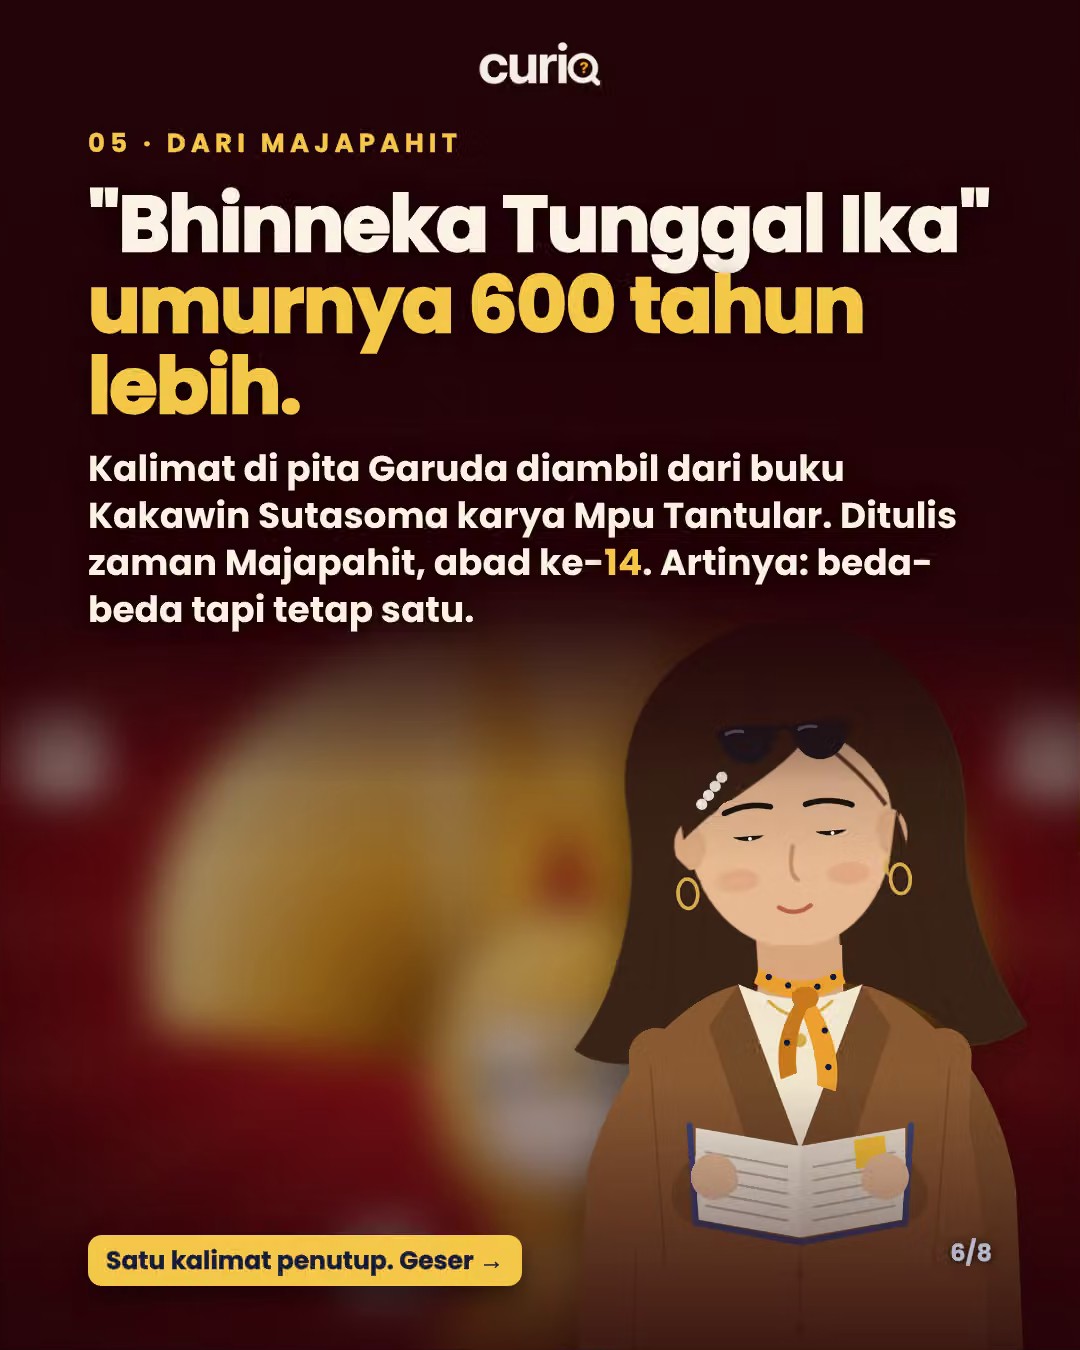 curiq
05 · DARI MAJAPAHIT
"Bhinneka Tunggal Ika"
umurnya 600 tahun
lebih.
Kalimat di pita Garuda diambil dari buku
Kakawin Sutasoma karya Mpu Tantular. Ditulis
zaman Majapahit, abad ke-14. Artinya: beda-
beda tapi tetap satu.
Satu kalimat penutup. Geser →
6/8